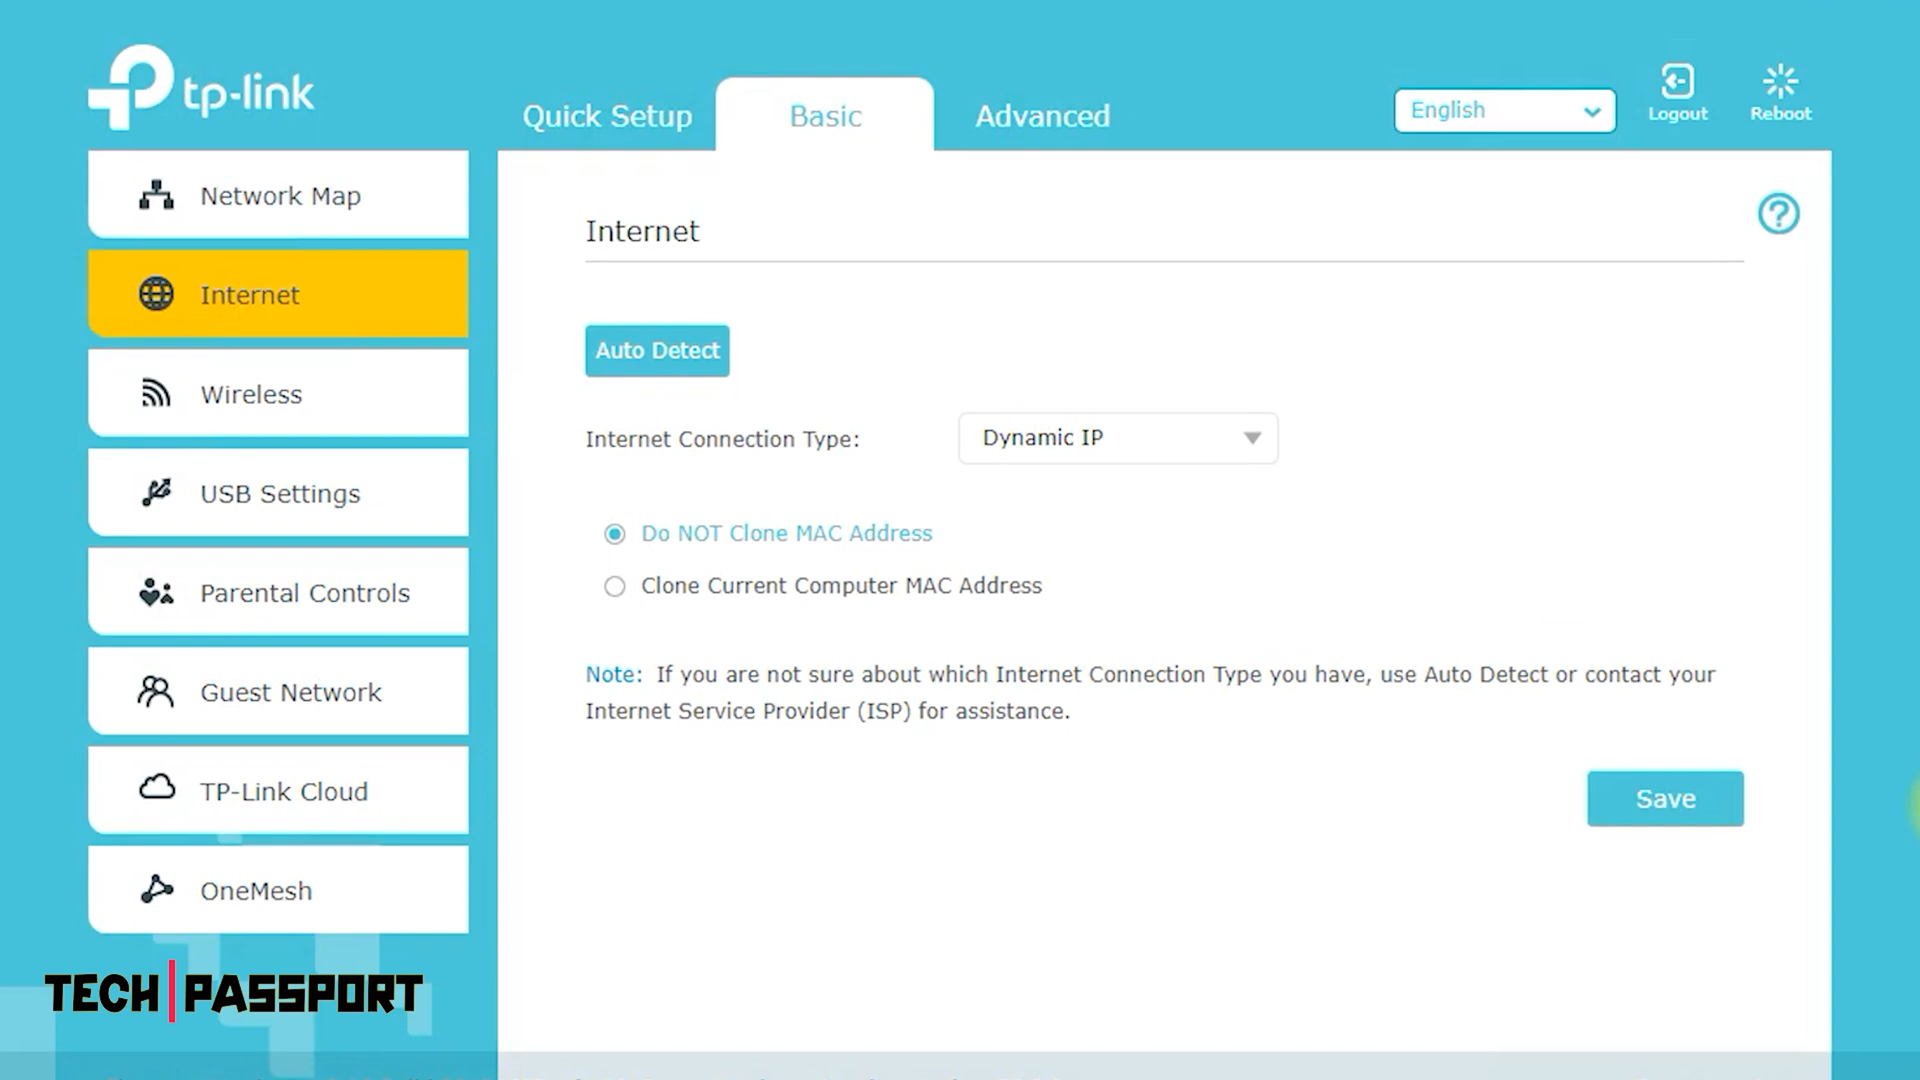 tp-link
Quick Setup
Basic
Advanced
English
Logout
Reboot
Network Map
Internet
Wireless
USB Settings
Parental Controls
Guest Network
TP-Link Cloud
OneMesh
Internet
Auto Detect
Internet Connection Type:
Dynamic IP
Do NOT Clone MAC Address
Clone Current Computer MAC Address
Note: If you are not sure about which Internet Connection Type you have, use Auto Detect or contact your
Internet Service Provider (ISP) for assistance.
Save
TECH|PASSPORT